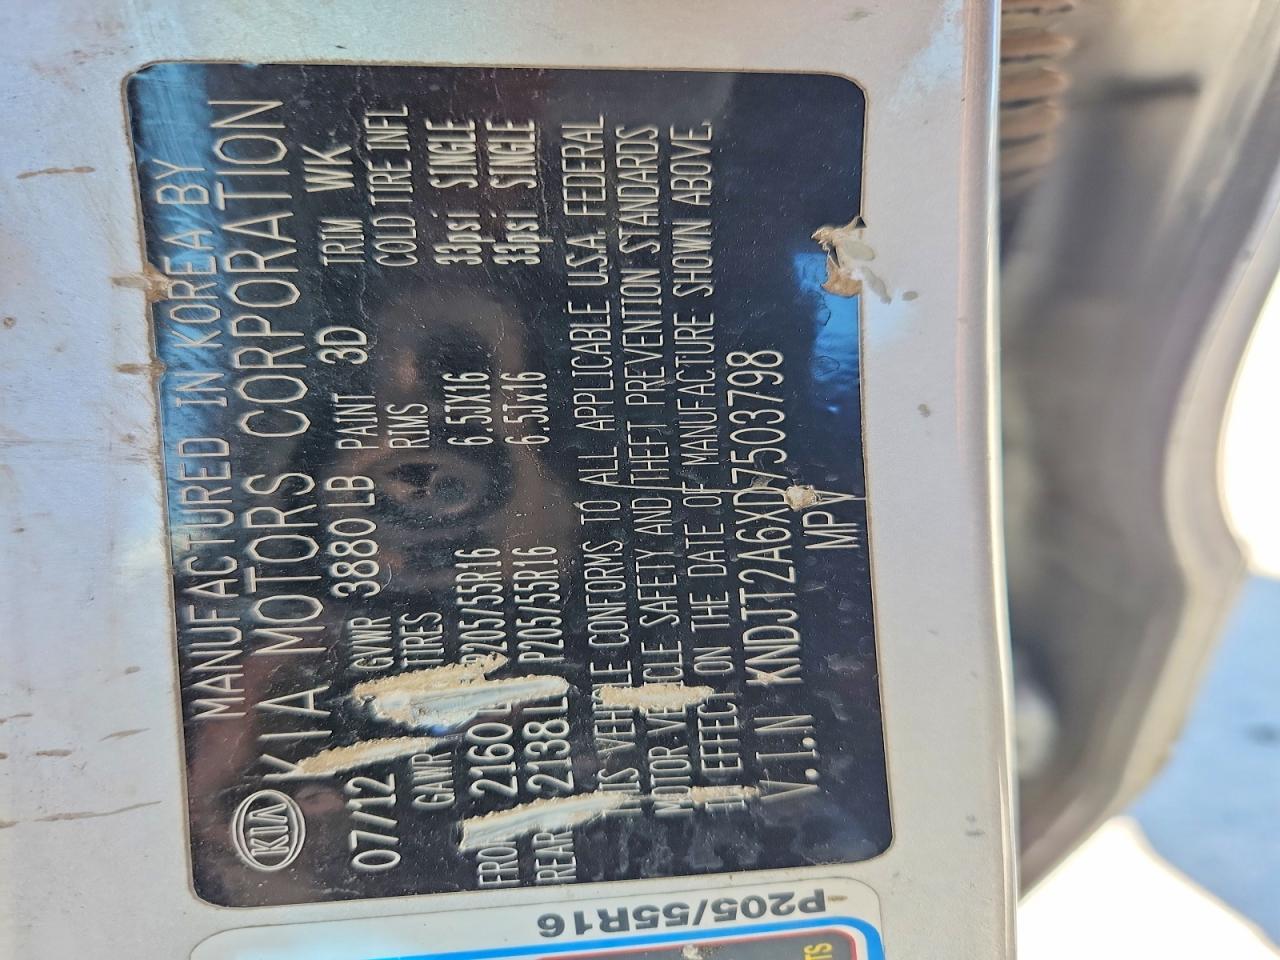 MANUFACTURED IN KOREA BY
KIA KIA MOTORS CORPORATION
07/12 GVWR 3880 LB PAINT 3D TRIM WK
GAWR TIRES RIMS COLD TIRE INFL
FRO 2160 P205/55R16 6.5JX16 33psi SINGLE
REAR 2138 L P205/55R16 6.5Jx16 33psi SINGLE
THIS VEHICLE CONFORMS TO ALL APPLICABLE U.S.A. FEDERAL
MOTOR VEHICLE SAFETY AND THEFT PREVENTION STANDARDS
IN EFFECT ON THE DATE OF MANUFACTURE SHOWN ABOVE.
V.I.N KNDJT2A6XD7503798
MPV
P205/55R16
TS